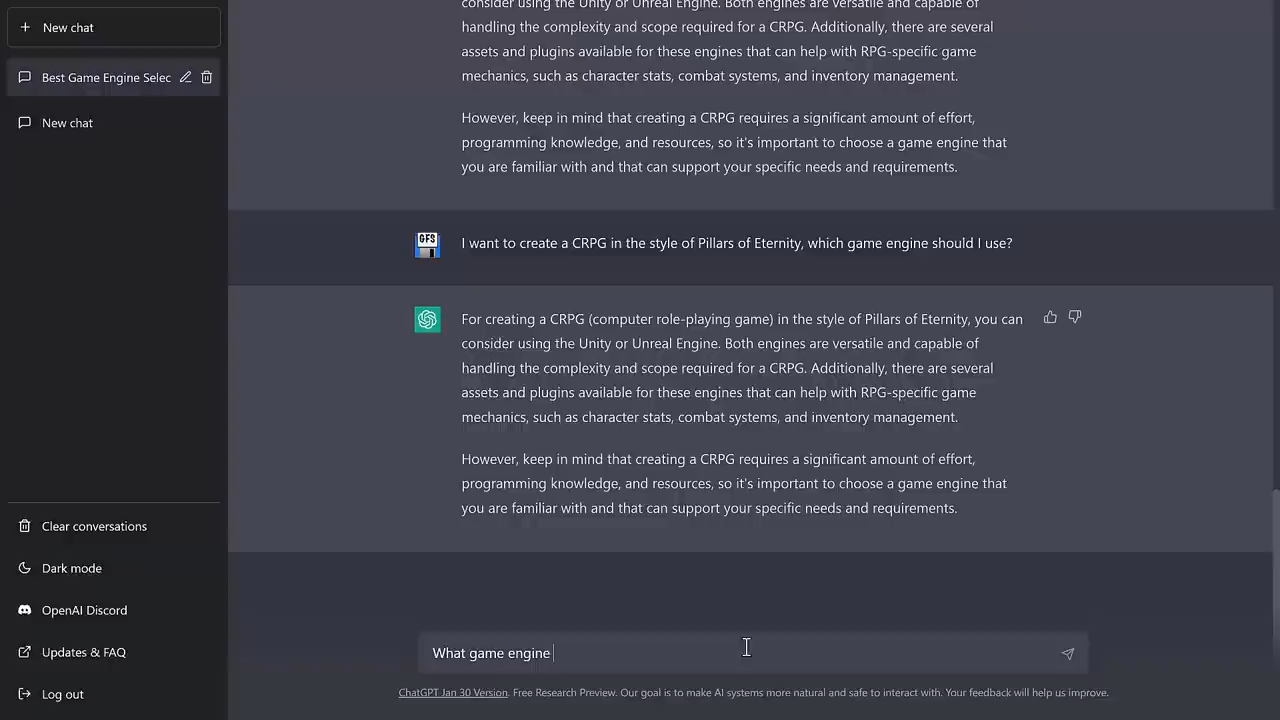 New chat
Best Game Engine Selec
New chat
Clear conversations
Dark mode
OpenAI Discord
Updates & FAQ
Log out
consider using the Unity or Unreal Engine. Both engines are versatile and capable of
handling the complexity and scope required for a CRPG. Additionally, there are several
assets and plugins available for these engines that can help with RPG-specific game
mechanics, such as character stats, combat systems, and inventory management.
However, keep in mind that creating a CRPG requires a significant amount of effort,
programming knowledge, and resources, so it's important to choose a game engine that
you are familiar with and that can support your specific needs and requirements.
GFS
I want to create a CRPG in the style of Pillars of Eternity, which game engine should I use?
For creating a CRPG (computer role-playing game) in the style of Pillars of Eternity, you can
consider using the Unity or Unreal Engine. Both engines are versatile and capable of
handling the complexity and scope required for a CRPG. Additionally, there are several
assets and plugins available for these engines that can help with RPG-specific game
mechanics, such as character stats, combat systems, and inventory management.
However, keep in mind that creating a CRPG requires a significant amount of effort,
programming knowledge, and resources, so it's important to choose a game engine that
you are familiar with and that can support your specific needs and requirements.
What game engine
ChatGPT Jan 30 Version. Free Research Preview. Our goal is to make AI systems more natural and safe to interact with. Your feedback will help us improve.